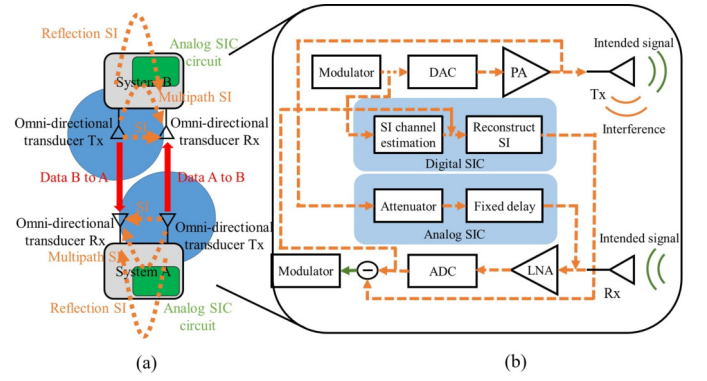 Reflection SI
Analog SIC
circuit
System B
Multipath SI
Omni-directional
transducer Tx
SI
Omni-directional
transducer Rx
Data B to A
Data A to B
Omni-directional
transducer Rx
SI
Omni-directional
transducer Tx
Multipath SI
System A
Reflection SI
Analog SIC
circuit
(a)
Modulator
DAC
PA
Intended signal
Tx
Interference
SI channel
estimation
Reconstruct
SI
Digital SIC
Attenuator
Fixed delay
Analog SIC
Intended signal
Modulator
ADC
LNA
Rx
(b)